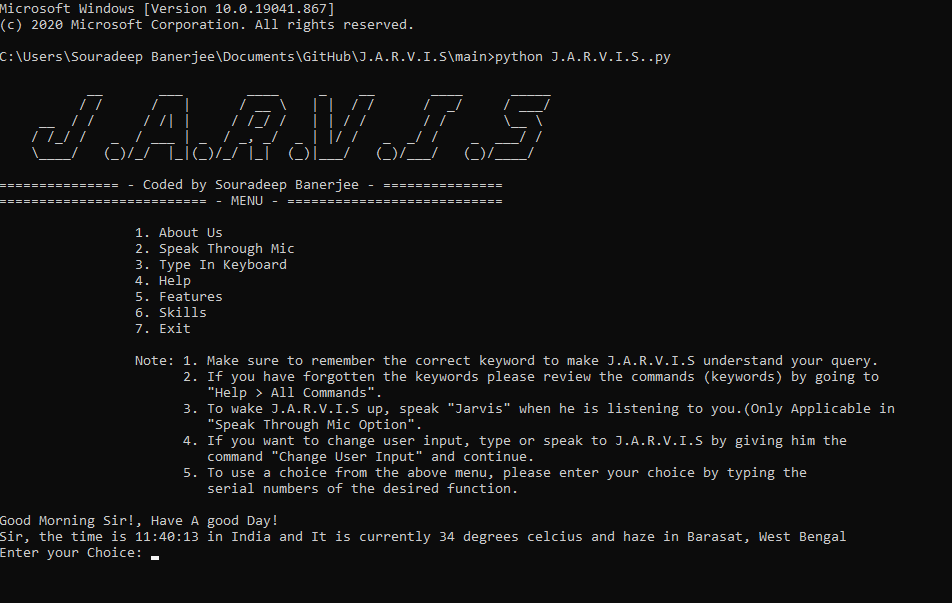 Microsoft Windows [Version 10.0.19041.867]
(c) 2020 Microsoft Corporation. All rights reserved.
C:\Users\Souradeep Banerjee\Documents\GitHub\J.A.R.V.I.S\main>python J.A.R.V.I.S..py
J.A.R.V.I.S
=============== - Coded by Souradeep Banerjee - ===============
========================== - MENU - ===========================
1. About Us
2. Speak Through Mic
3. Type In Keyboard
4. Help
5. Features
6. Skills
7. Exit
Note: 1. Make sure to remember the correct keyword to make J.A.R.V.I.S understand your query.
2. If you have forgotten the keywords please review the commands (keywords) by going to
"Help > All Commands".
3. To wake J.A.R.V.I.S up, speak "Jarvis" when he is listening to you.(Only Applicable in
"Speak Through Mic Option".
4. If you want to change user input, type or speak to J.A.R.V.I.S by giving him the
command "Change User Input" and continue.
5. To use a choice from the above menu, please enter your choice by typing the
serial numbers of the desired function.
Good Morning Sir!, Have A good Day!
Sir, the time is 11:40:13 in India and It is currently 34 degrees celcius and haze in Barasat, West Bengal
Enter your Choice: